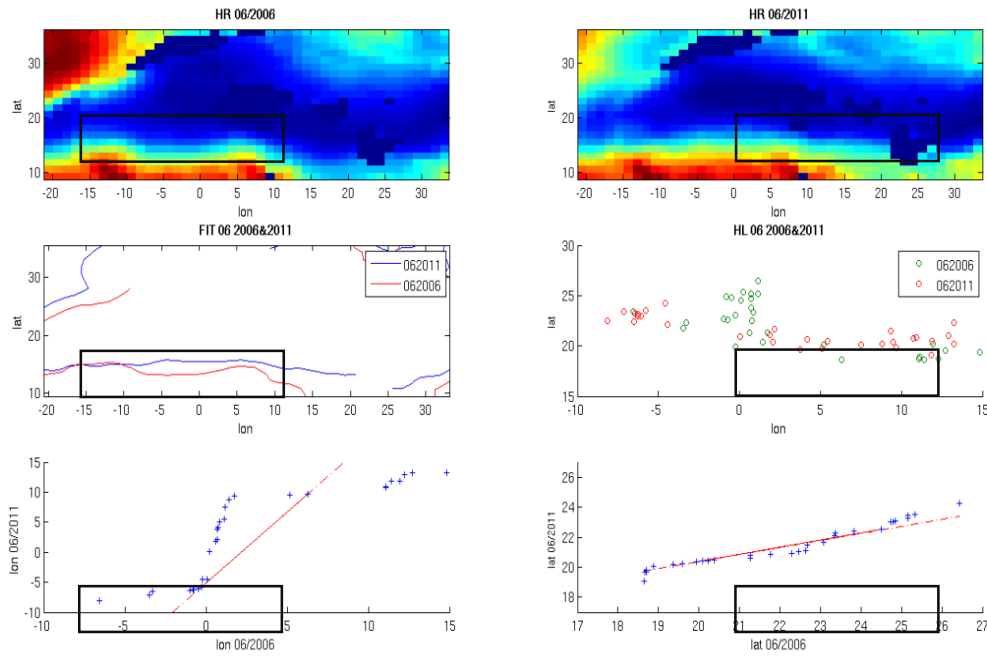 HR 06/2006
lat
30
20
10
-20 -15 -10 -5 0 5 10 15 20 25 30
lon
HR 06/2011
lat
30
20
10
-20 -15 -10 -5 0 5 10 15 20 25 30
lon
FIT 06 2006&2011
062011
062006
lat
30
20
10
-20 -15 -10 -5 0 5 10 15 20 25 30
lon
HL 06 2006&2011
062006
062011
lat
30
25
20
15
-10 -5 0 5 10 15
lon
lon 06/2011
15
10
5
0
-5
-10
-10 -5 0 5 10 15
lon 06/2006
lat 06/2011
26
24
22
20
18
17 18 19 20 21 22 23 24 25 26 27
lat 06/2006